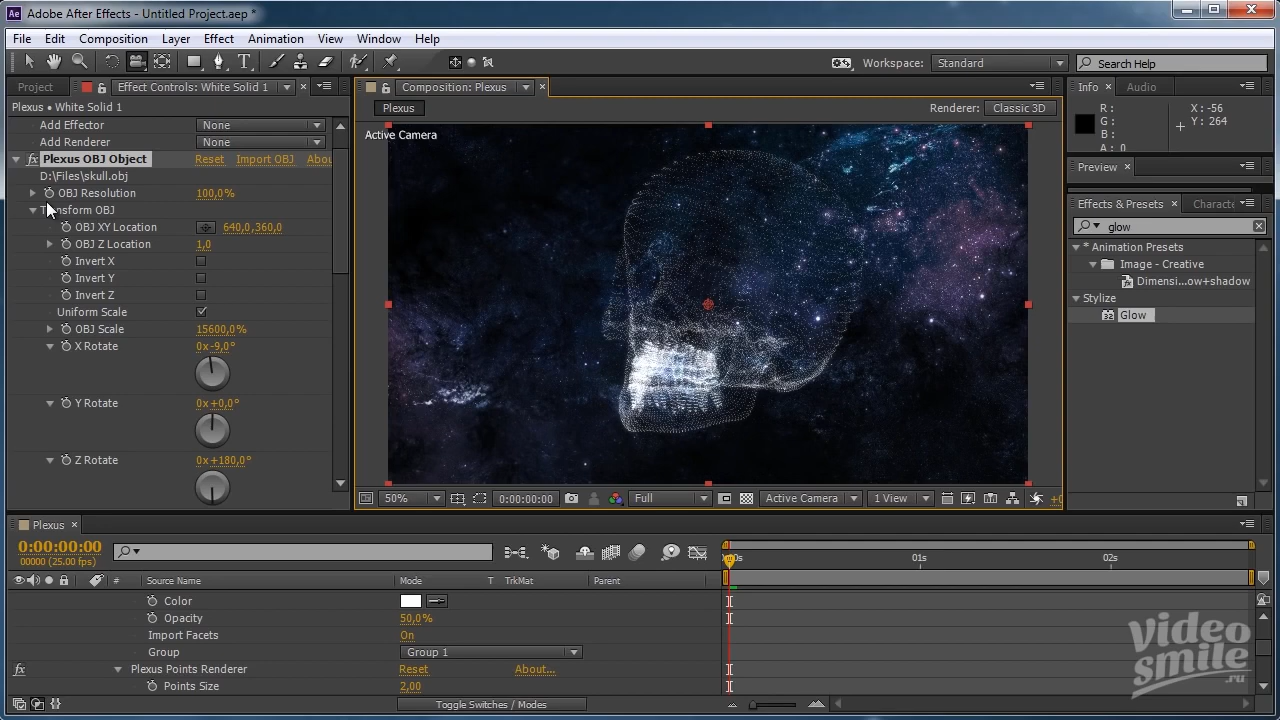 Ae Adobe After Effects - Untitled Project.aep *
File Edit Composition Layer Effect Animation View Window Help
T Workspace: Standard Search Help
Project Effect Controls: White Solid 1
Plexus • White Solid 1
Add Effector None
Add Renderer None
fx Plexus OBJ Object Reset Import OBJ Abou
D:\Files\skull.obj
OBJ Resolution 100,0%
Transform OBJ
OBJ XY Location 640,0,360,0
OBJ Z Location 1,0
Invert X
Invert Y
Invert Z
Uniform Scale
OBJ Scale 15600,0%
X Rotate 0x-9,0°
Y Rotate 0x+0,0°
Z Rotate 0x+180,0°
Composition: Plexus
Plexus Renderer: Classic 3D
Active Camera
50% 0:00:00:00 Full Active Camera 1 View +0
Info Audio
R: X: -56
G: Y: 264
B:
A: 0
Preview
Effects & Presets Characte
glow
* Animation Presets
Image - Creative
Dimensi...ow+shadow
Stylize
32 Glow
Plexus
0:00:00:00
00000 (25.00 fps)
# Source Name Mode T TrkMat Parent
0s 01s 02s
Color
Opacity 50,0%
Import Facets On
Group Group 1
fx Plexus Points Renderer Reset About...
Points Size 2,00
Toggle Switches / Modes
video
smile
.ru